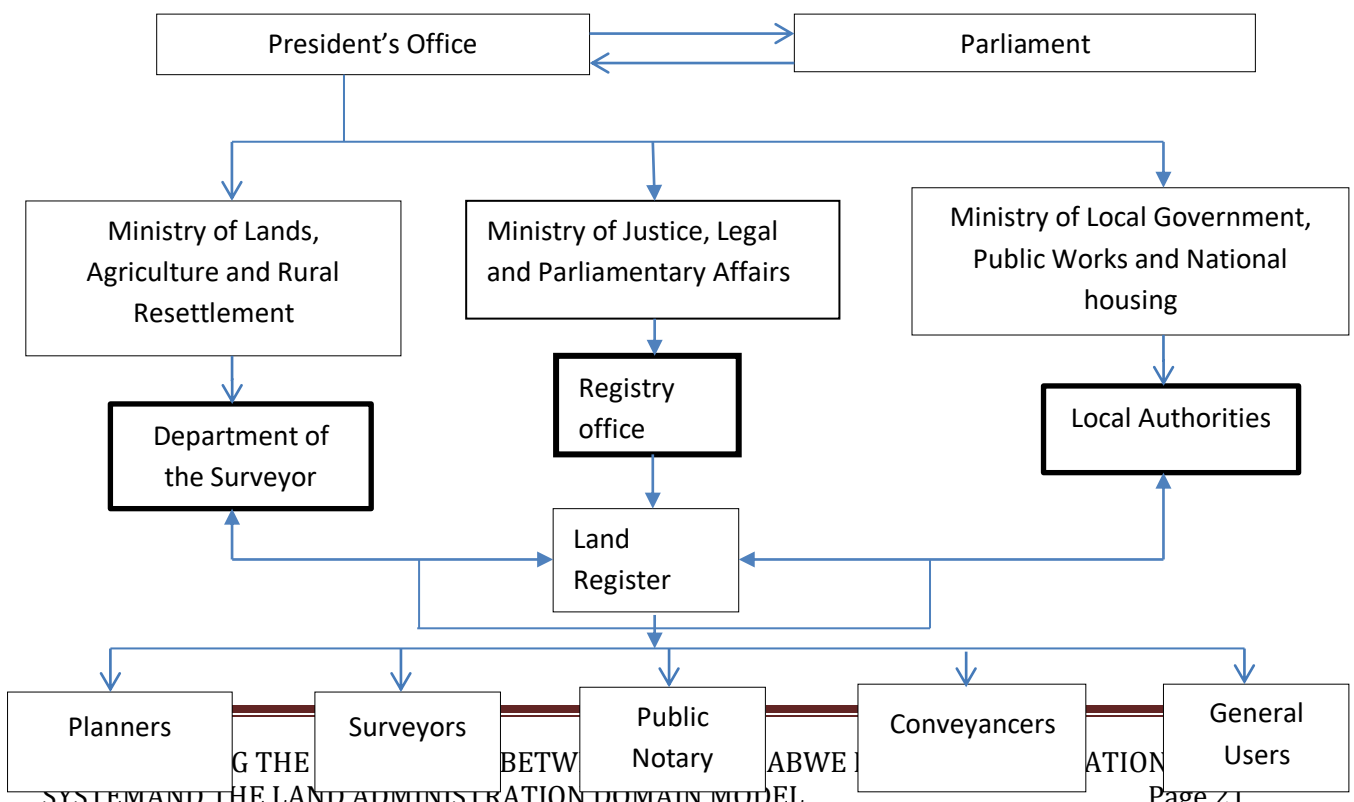 President’s Office
Parliament
Ministry of Lands,
Agriculture and Rural
Resettlement
Ministry of Justice, Legal
and Parliamentary Affairs
Ministry of Local Government,
Public Works and National
housing
Department of
the Surveyor
Registry
office
Local Authorities
Land
Register
Planners
Surveyors
Public
Notary
Conveyancers
General
Users
G THE BETW ABWE ATION
SYSTEMAND THE LAND ADMINISTRATION DOMAIN MODEL Page 21